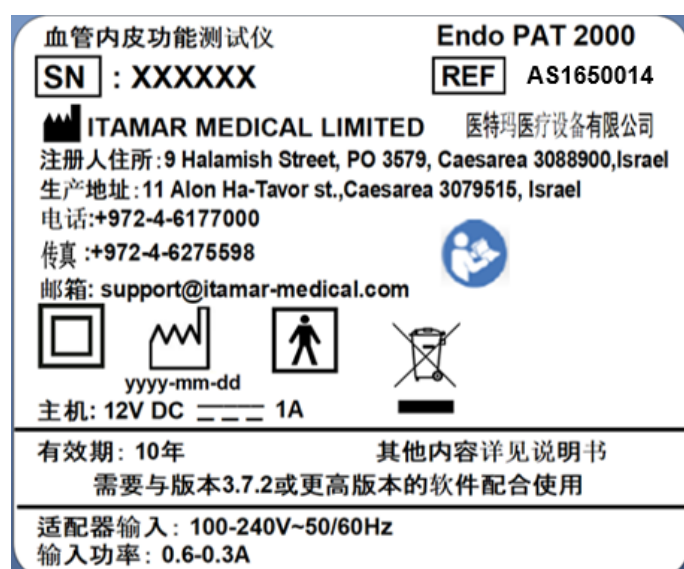 血管内皮功能测试仪 Endo PAT 2000
SN : XXXXXX REF AS1650014
ITAMAR MEDICAL LIMITED 医特玛医疗设备有限公司
注册人住所:9 Halamish Street, PO 3579, Caesarea 3088900,Israel
生产地址:11 Alon Ha-Tavor st.,Caesarea 3079515, Israel
电话:+972-4-6177000
传真 :+972-4-6275598
邮箱: support@itamar-medical.com
yyyy-mm-dd
主机: 12V DC 1A
有效期: 10年 其他内容详见说明书
需要与版本3.7.2或更高版本的软件配合使用
适配器输入: 100-240V~50/60Hz
输入功率: 0.6-0.3A